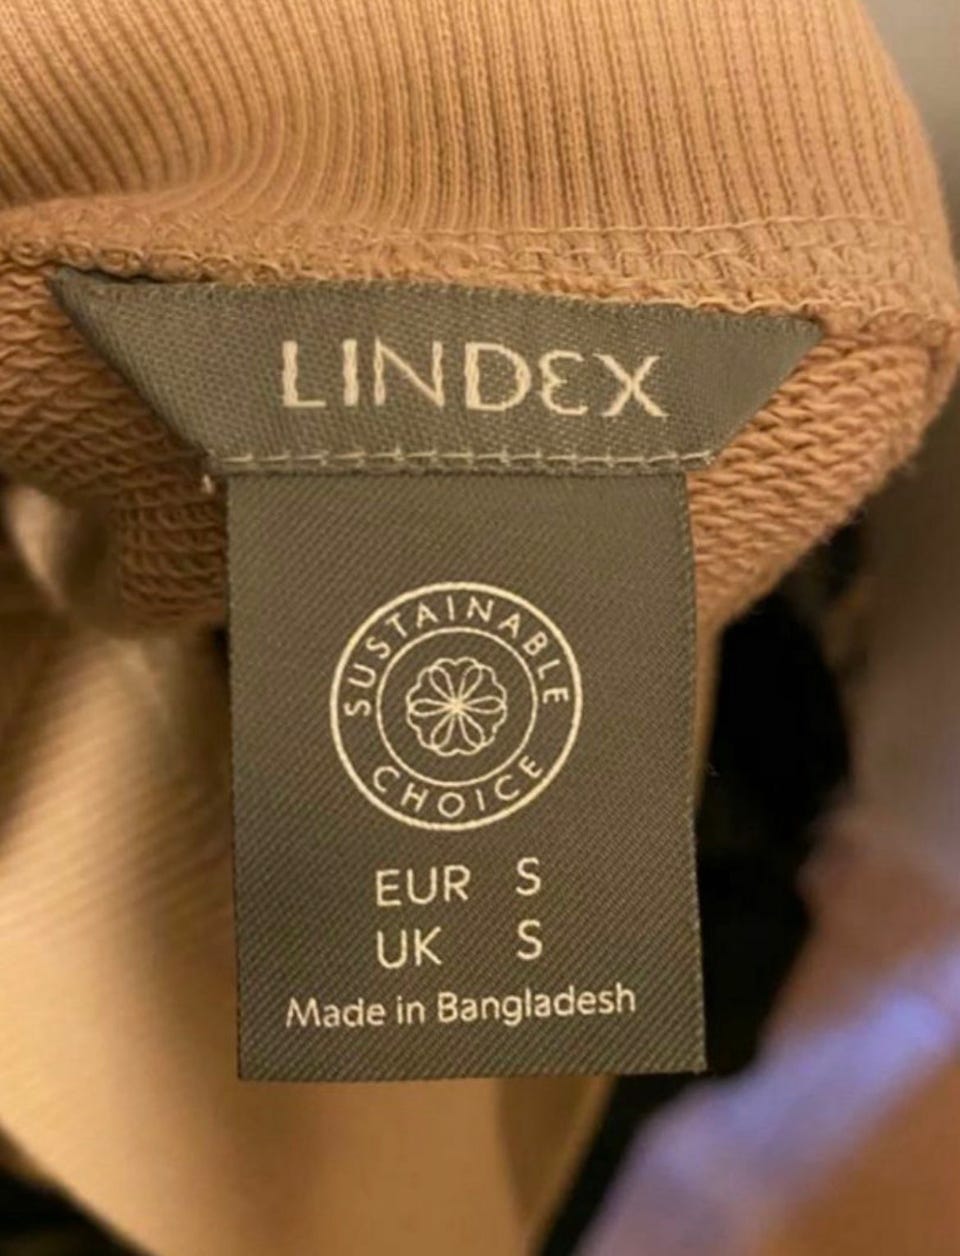 LINDEX
SUSTAINABLE
CHOICE
EUR S
UK S
Made in Bangladesh